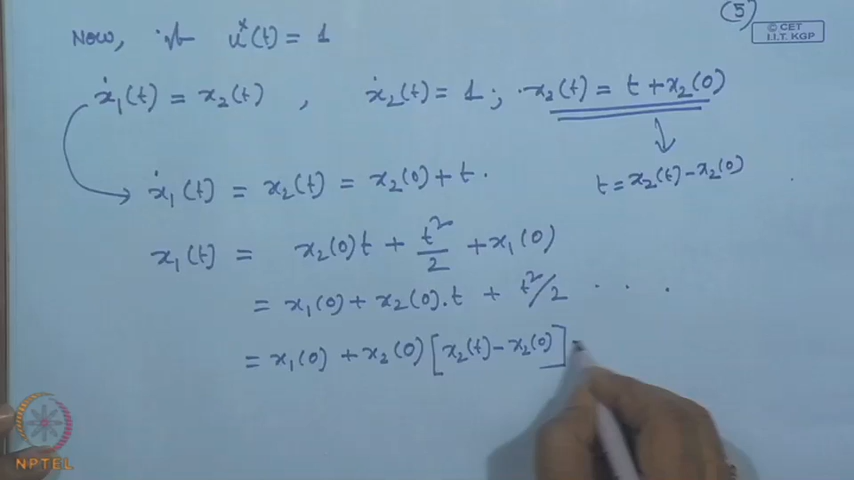 (5)
© CET
I.I.T. KGP
Now, if u*(t) = 1
ẋ₁(t) = x₂(t) , ẋ₂(t) = 1; x₂(t) = t + x₂(0)
ẋ₁(t) = x₂(t) = x₂(0) + t.
t = x₂(t) - x₂(0)
x₁(t) = x₂(0)t + t²/2 + x₁(0)
= x₁(0) + x₂(0).t + t²/2 . . .
= x₁(0) + x₂(0) [x₂(t) - x₂(0)]
NPTEL